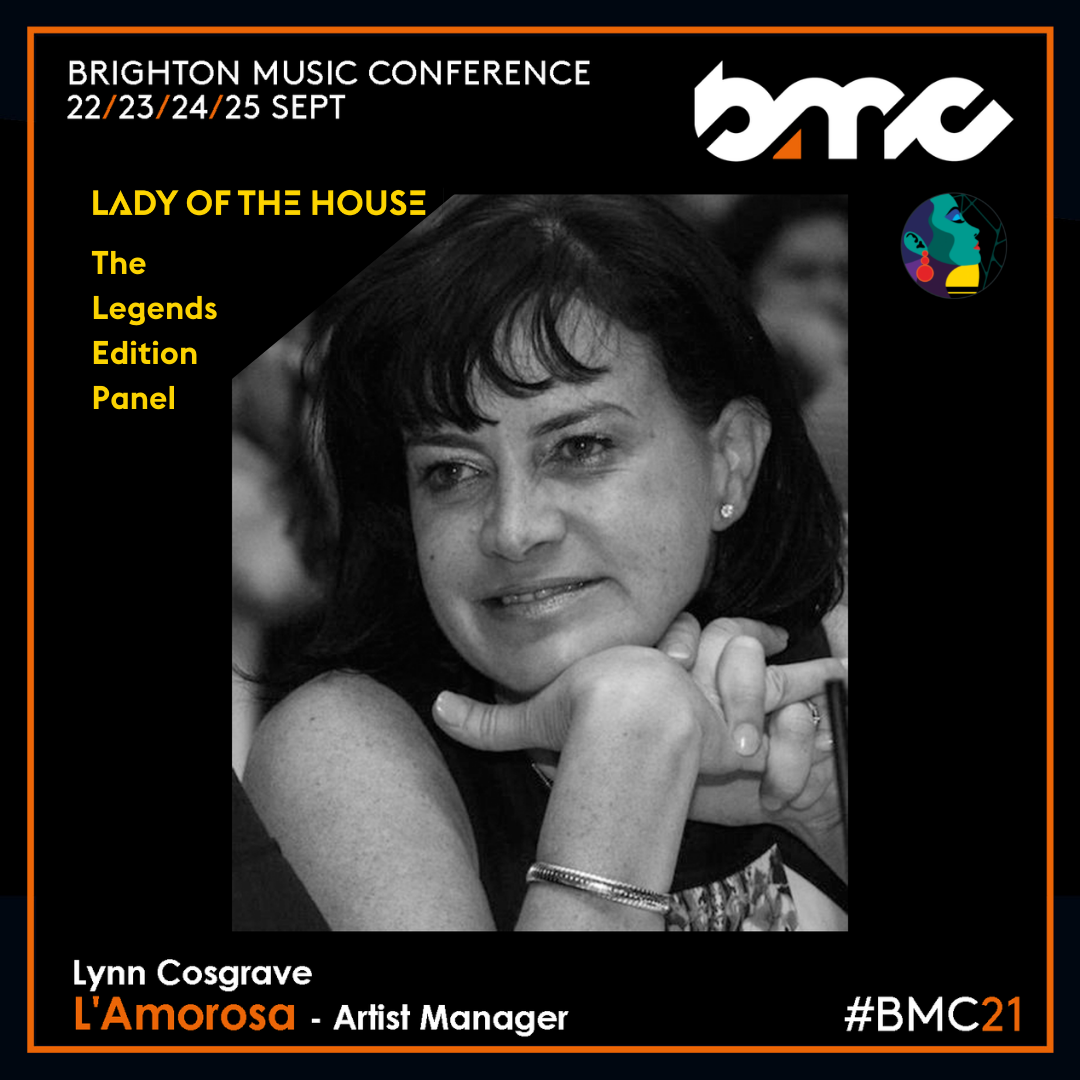 BRIGHTON MUSIC CONFERENCE
22/23/24/25 SEPT
bmc
LADY OF THE HOUSE
The
Legends
Edition
Panel
Lynn Cosgrave
L'Amorosa - Artist Manager
#BMC21